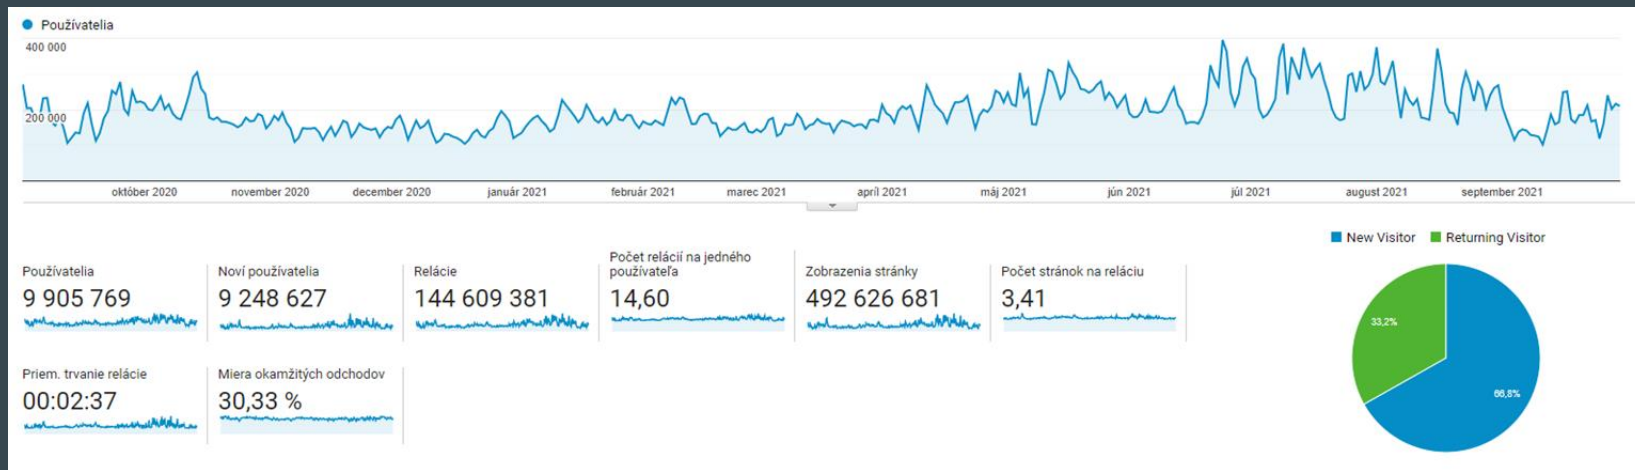 Používatelia
400 000
200 000
október 2020
november 2020
december 2020
január 2021
február 2021
marec 2021
apríl 2021
máj 2021
jún 2021
júl 2021
august 2021
september 2021
New Visitor
Returning Visitor
Používatelia
9 905 769
Noví používatelia
9 248 627
Relácie
144 609 381
Počet relácií na jedného
používateľa
14,60
Zobrazenia stránky
492 626 681
Počet stránok na reláciu
3,41
Priem. trvanie relácie
00:02:37
Miera okamžitých odchodov
30,33 %
33,2%
66,8%